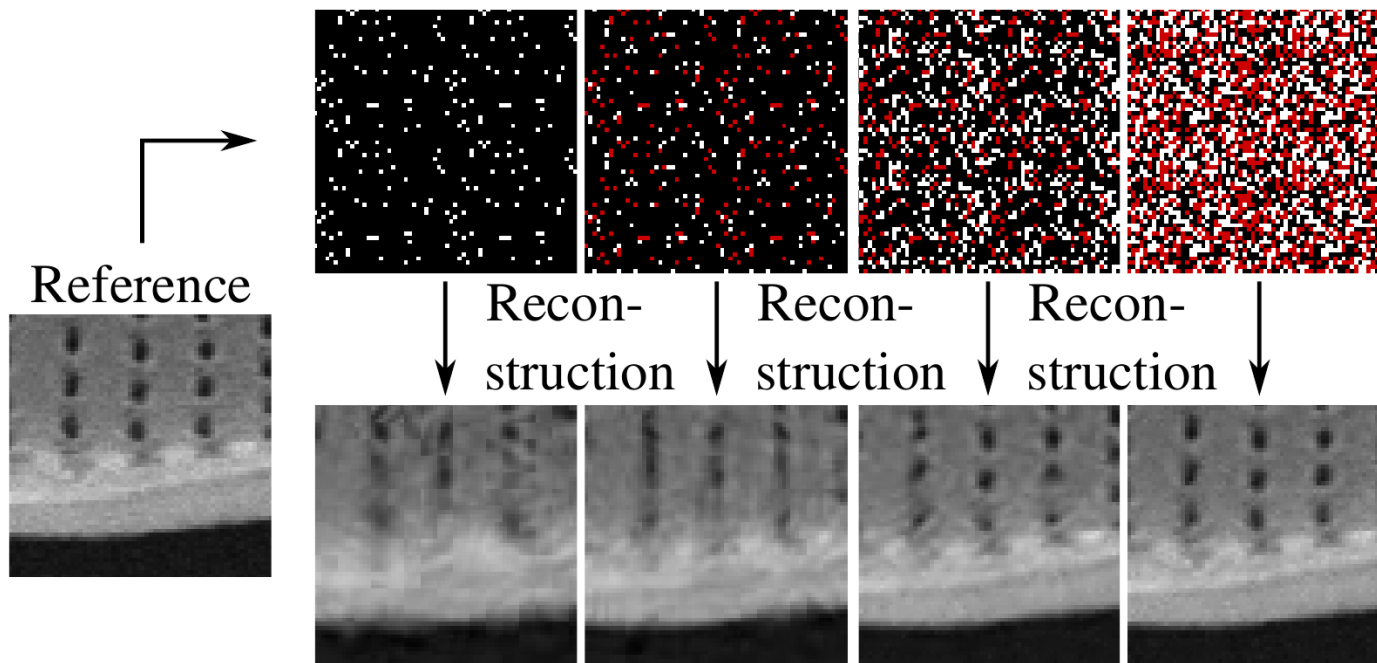 Reference
Recon-
struction
Recon-
struction
Recon-
struction